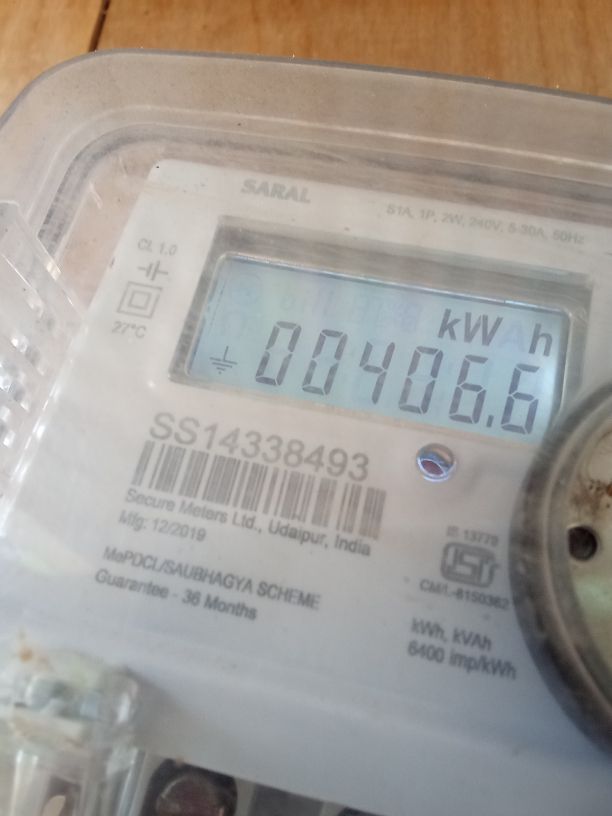 SARAL
S1A, 1P, 2W, 240V, 5-30A, 50Hz
CL 1.0
27°C
kWh
00406.6
SS14338493
Secure Meters Ltd., Udaipur, India
Mfg: 12/2019
MePDCL/SAUBHAGYA SCHEME
Guarantee - 36 Months
IS 13779
ISI
CM/L-8150362
kWh, kVAh
6400 imp/kWh